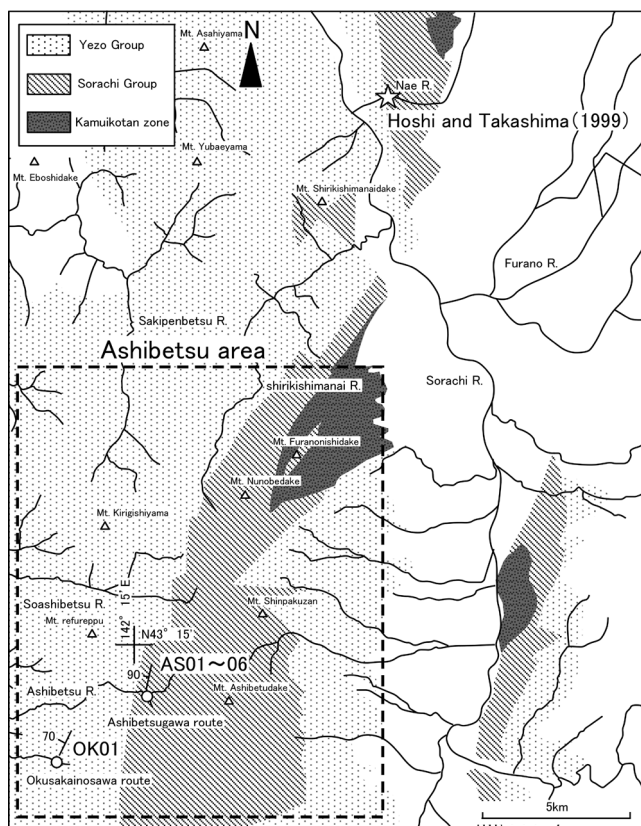 Yezo Group
Sorachi Group
Kamuikotan zone
N
Mt. Asahiyama
Nae R.
Hoshi and Takashima(1999)
Mt. Eboshidake
Mt. Yubaeyama
Mt. Shirikishimanaidake
Furano R.
Sakipenbetsu R.
Ashibetsu area
shirikishimanai R.
Sorachi R.
Mt. Furanonishidake
Mt. Nunobedake
Mt. Kirigishiyama
142° 15' E
Soashibetsu R.
Mt. Shinpakuzan
Mt. refureppu
N43° 15'
90
AS01～06
Ashibetsu R.
Mt. Ashibetudake
Ashibetsugawa route
70
OK01
Okusakainosawa route
5km